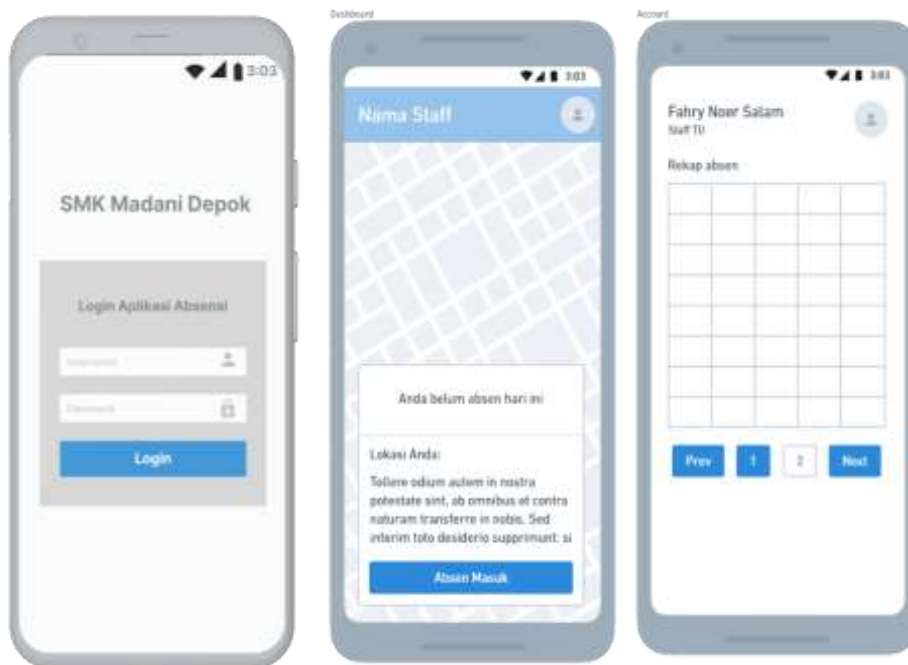 3:03
SMK Madani Depok
Login Aplikasi Absensi
Username
Password
Login
Dashboard
3:03
Nama Staff
Anda belum absen hari ini
Lokasi Anda:
Tollere odium autem in nostra
potestate sint, ab omnibus et contra
naturam transferre in nobis. Sed
interim toto desiderio supprimunt: si
Absen Masuk
Account
3:03
Fahry Noer Salam
Staff TU
Rekap absen
Prev 1 2 Next